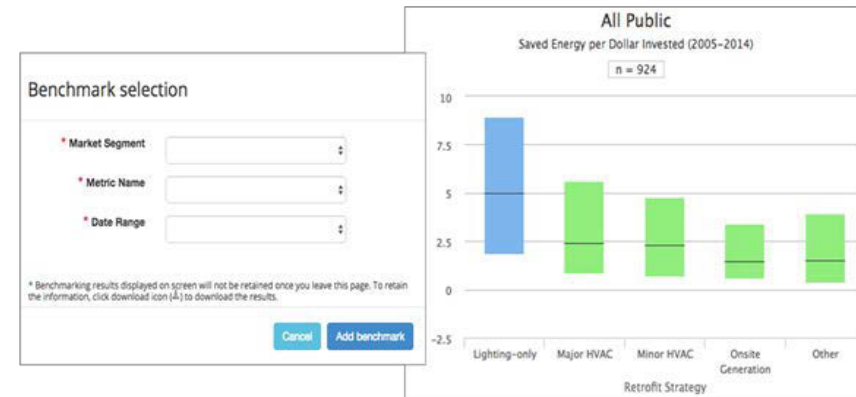 Benchmark selection
* Market Segment
* Metric Name
* Date Range
* Benchmarking results displayed on screen will not be retained once you leave this page. To retain
the information, click download icon (⏬) to download the results.
Cancel Add benchmark
All Public
Saved Energy per Dollar Invested (2005–2014)
n = 924
10
7.5
5
2.5
0
-2.5
Lighting-only Major HVAC Minor HVAC Onsite Other
Generation
Retrofit Strategy